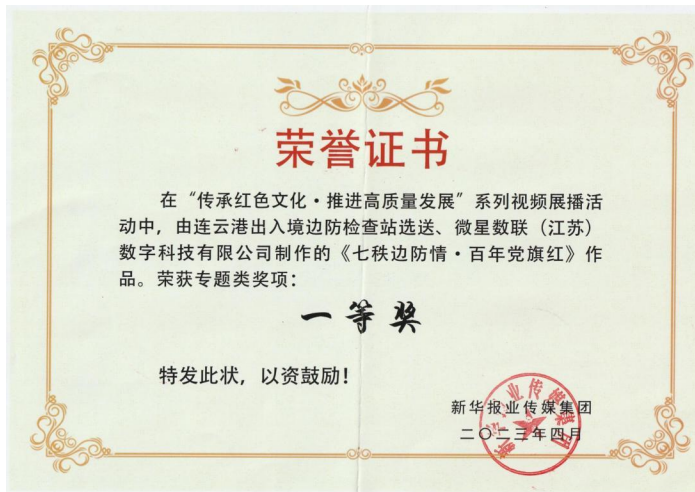 荣誉证书
在“传承红色文化·推进高质量发展”系列视频展播活
动中，由连云港出入境边防检查站选送、微星数联（江苏）
数字科技有限公司制作的《七秩边防情·百年党旗红》作
品。荣获专题类奖项：
一等奖
特发此状，以资鼓励！
新华报业传媒集团
二〇二三年四月